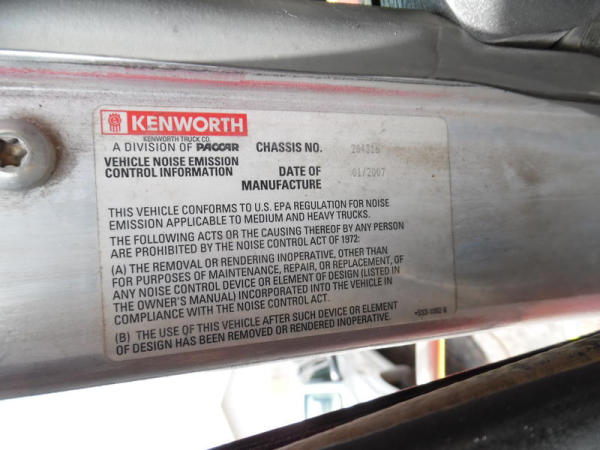 KENWORTH
KENWORTH TRUCK CO.
A DIVISION OF PACCAR CHASSIS NO.
VEHICLE NOISE EMISSION
CONTROL INFORMATION DATE OF 01/2007
MANUFACTURE
THIS VEHICLE CONFORMS TO U.S. EPA REGULATION FOR NOISE
EMISSION APPLICABLE TO MEDIUM AND HEAVY TRUCKS.
THE FOLLOWING ACTS OR THE CAUSING THEREOF BY ANY PERSON
ARE PROHIBITED BY THE NOISE CONTROL ACT OF 1972:
(A) THE REMOVAL OR RENDERING INOPERATIVE, OTHER THAN
FOR PURPOSES OF MAINTENANCE, REPAIR, OR REPLACEMENT, OF
ANY NOISE CONTROL DEVICE OR ELEMENT OF DESIGN (LISTED IN
THE OWNER'S MANUAL) INCORPORATED INTO THE VEHICLE IN
COMPLIANCE WITH THE NOISE CONTROL ACT.
(B) THE USE OF THIS VEHICLE AFTER SUCH DEVICE OR ELEMENT
OF DESIGN HAS BEEN REMOVED OR RENDERED INOPERATIVE.